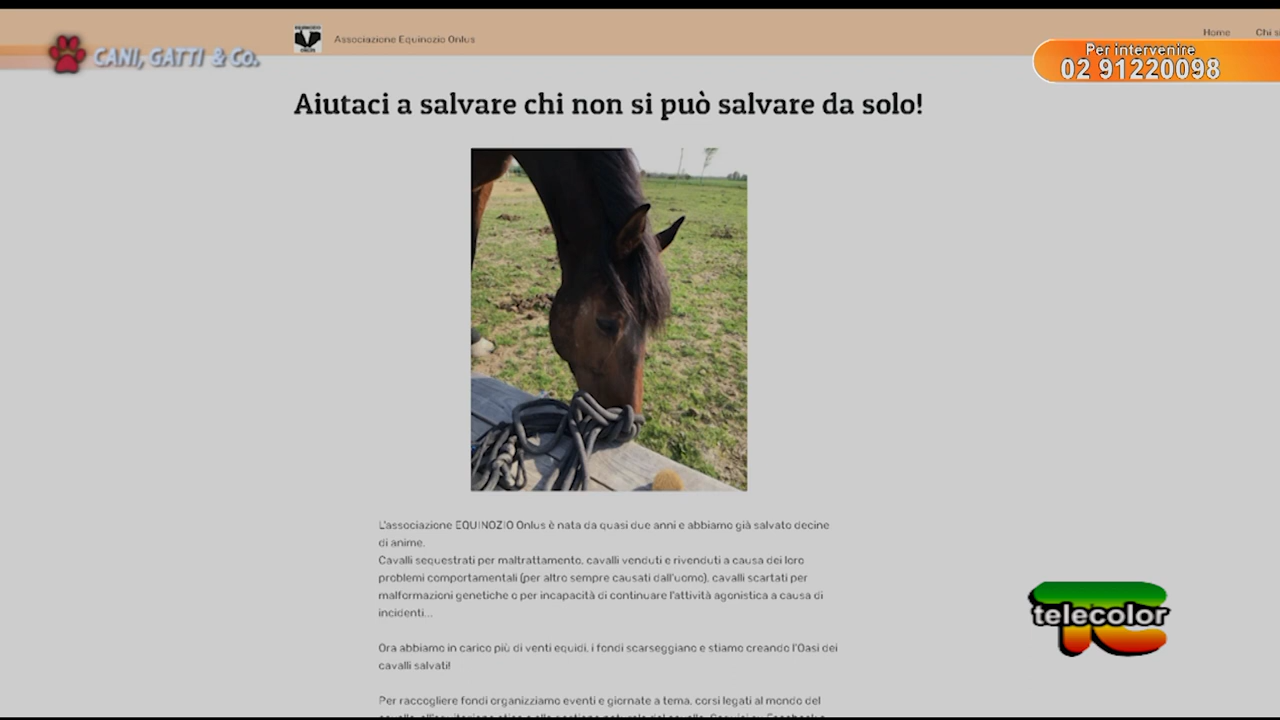 Associazione Equinozio Onlus
Home
CANI, GATTI & Co.
Per intervenire
02 91220098
Aiutaci a salvare chi non si può salvare da solo!
L'associazione EQUINOZIO Onlus è nata da quasi due anni e abbiamo già salvato decine
di anime.
Cavalli sequestrati per maltrattamento, cavalli venduti e rivenduti a causa dei loro
problemi comportamentali (per altro sempre causati dall'uomo), cavalli scartati per
malformazioni genetiche o per incapacità di continuare l'attività agonistica a causa di
incidenti...
telecolor
Ora abbiamo in carico più di venti equidi, i fondi scarseggiano e stiamo creando l'Oasi dei
cavalli salvati!
Per raccogliere fondi organizziamo eventi e giornate a tema, corsi legati al mondo del